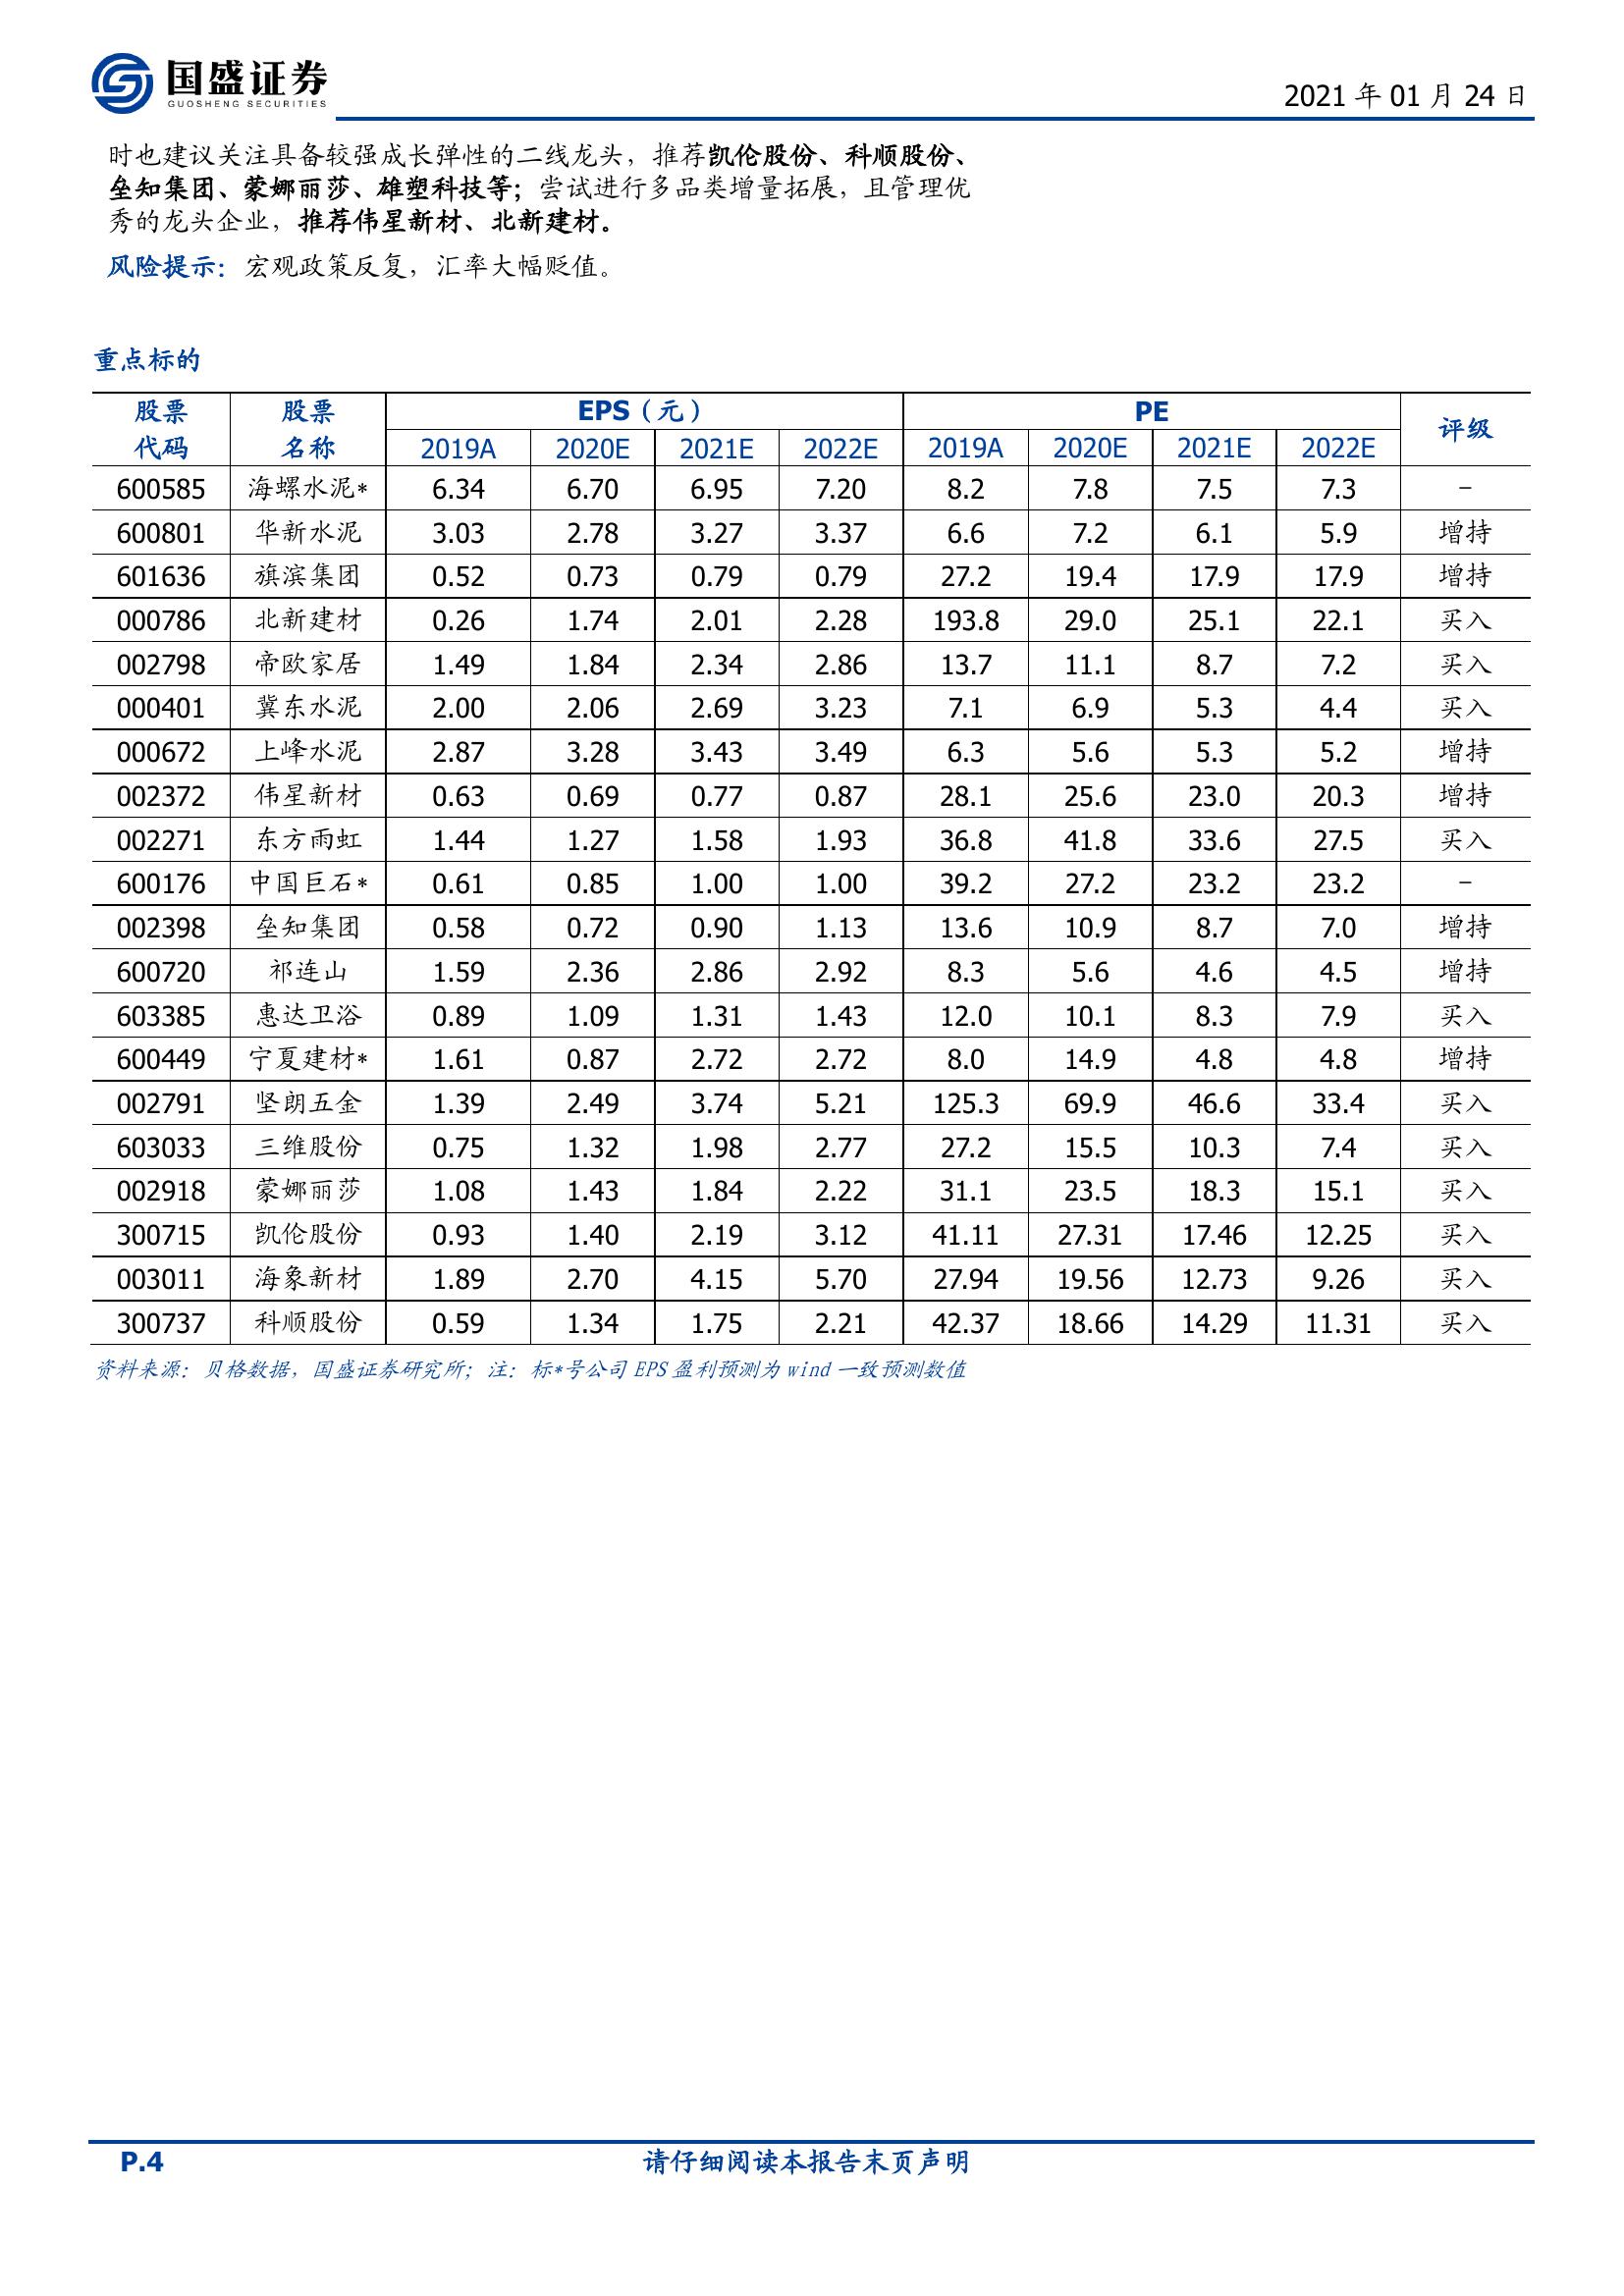 国盛证券
GUOSHENG SECURITIES
2021 年 01 月 24 日
时也建议关注具备较强成长弹性的二线龙头，推荐凯伦股份、科顺股份、
垒知集团、蒙娜丽莎、雄塑科技等；尝试进行多品类增量拓展，且管理优
秀的龙头企业，推荐伟星新材、北新建材。
风险提示：宏观政策反复，汇率大幅贬值。
重点标的
股票 股票 EPS（元） PE 评级
代码 名称 2019A 2020E 2021E 2022E 2019A 2020E 2021E 2022E
600585 海螺水泥* 6.34 6.70 6.95 7.20 8.2 7.8 7.5 7.3 -
600801 华新水泥 3.03 2.78 3.27 3.37 6.6 7.2 6.1 5.9 增持
601636 旗滨集团 0.52 0.73 0.79 0.79 27.2 19.4 17.9 17.9 增持
000786 北新建材 0.26 1.74 2.01 2.28 193.8 29.0 25.1 22.1 买入
002798 帝欧家居 1.49 1.84 2.34 2.86 13.7 11.1 8.7 7.2 买入
000401 冀东水泥 2.00 2.06 2.69 3.23 7.1 6.9 5.3 4.4 买入
000672 上峰水泥 2.87 3.28 3.43 3.49 6.3 5.6 5.3 5.2 增持
002372 伟星新材 0.63 0.69 0.77 0.87 28.1 25.6 23.0 20.3 增持
002271 东方雨虹 1.44 1.27 1.58 1.93 36.8 41.8 33.6 27.5 买入
600176 中国巨石* 0.61 0.85 1.00 1.00 39.2 27.2 23.2 23.2 -
002398 垒知集团 0.58 0.72 0.90 1.13 13.6 10.9 8.7 7.0 增持
600720 祁连山 1.59 2.36 2.86 2.92 8.3 5.6 4.6 4.5 增持
603385 惠达卫浴 0.89 1.09 1.31 1.43 12.0 10.1 8.3 7.9 买入
600449 宁夏建材* 1.61 0.87 2.72 2.72 8.0 14.9 4.8 4.8 增持
002791 坚朗五金 1.39 2.49 3.74 5.21 125.3 69.9 46.6 33.4 买入
603033 三维股份 0.75 1.32 1.98 2.77 27.2 15.5 10.3 7.4 买入
002918 蒙娜丽莎 1.08 1.43 1.84 2.22 31.1 23.5 18.3 15.1 买入
300715 凯伦股份 0.93 1.40 2.19 3.12 41.11 27.31 17.46 12.25 买入
003011 海象新材 1.89 2.70 4.15 5.70 27.94 19.56 12.73 9.26 买入
300737 科顺股份 0.59 1.34 1.75 2.21 42.37 18.66 14.29 11.31 买入
资料来源：贝格数据，国盛证券研究所；注：标*号公司 EPS 盈利预测为 wind 一致预测数值
P.4 请仔细阅读本报告末页声明